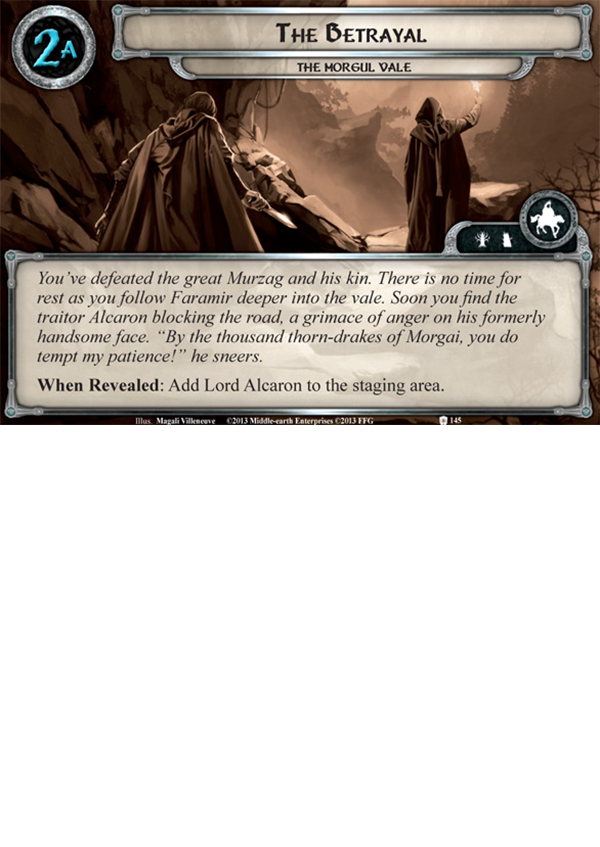 2A
THE BETRAYAL
THE MORGUL VALE
You’ve defeated the great Murzag and his kin. There is no time for
rest as you follow Faramir deeper into the vale. Soon you find the
traitor Alcaron blocking the road, a grimace of anger on his formerly
handsome face. “By the thousand thorn-drakes of Morgai, you do
tempt my patience!” he sneers.
When Revealed: Add Lord Alcaron to the staging area.
Illus. Magali Villeneuve ©2013 Middle-earth Enterprises ©2013 FFG 145